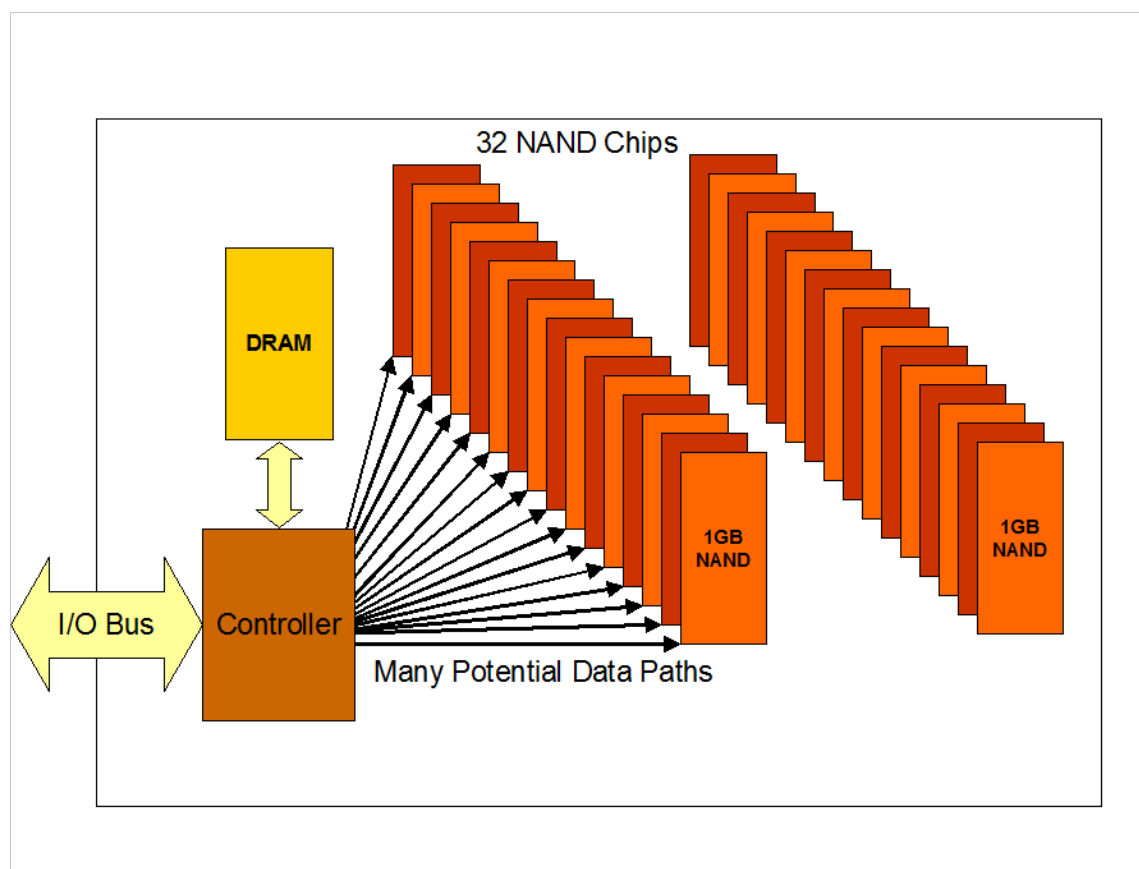 32 NAND Chips
DRAM
1GB
NAND
1GB
NAND
I/O Bus
Controller
Many Potential Data Paths